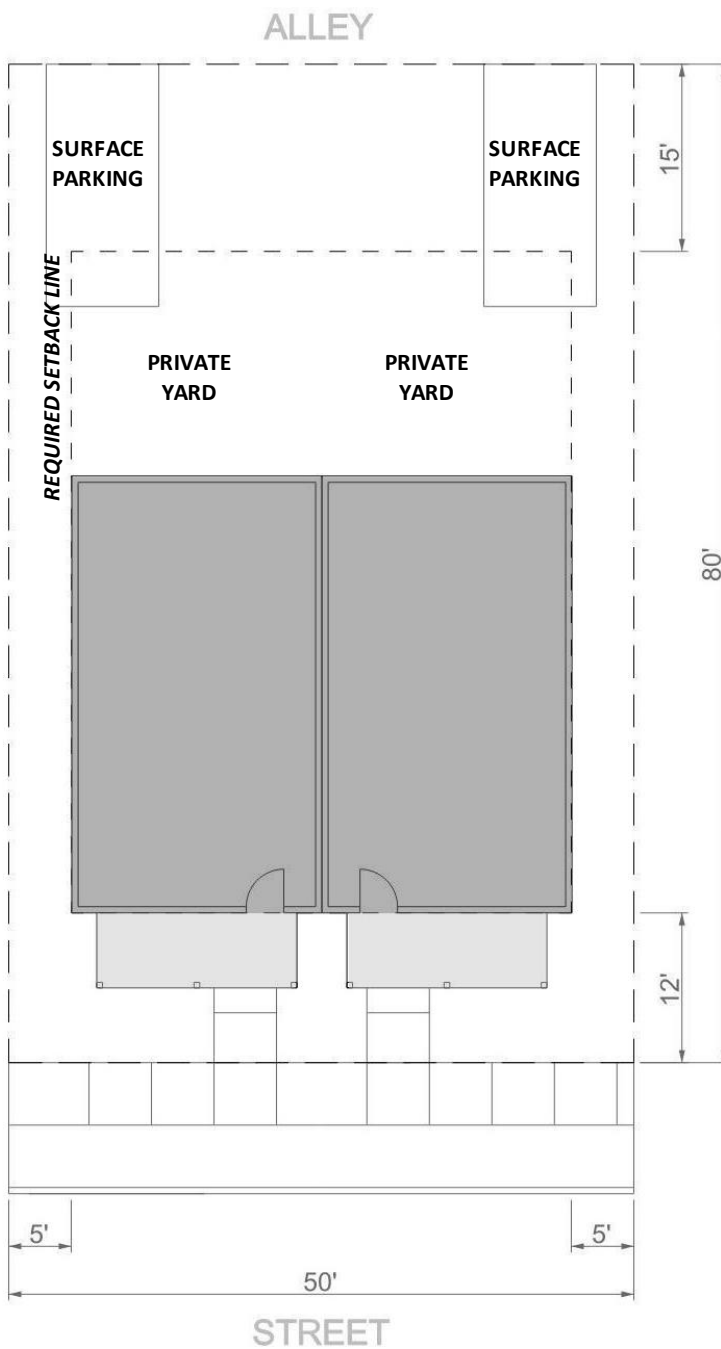 ALLEY
SURFACE
PARKING
SURFACE
PARKING
15'
REQUIRED SETBACK LINE
PRIVATE
YARD
PRIVATE
YARD
80'
12'
5'
5'
50'
STREET